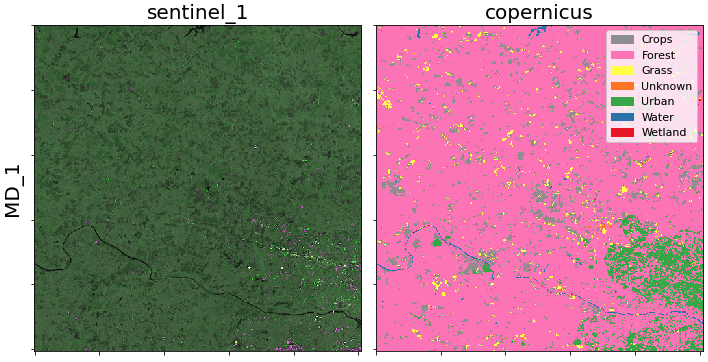 sentinel_1
copernicus
MD_1
Crops
Forest
Grass
Unknown
Urban
Water
Wetland